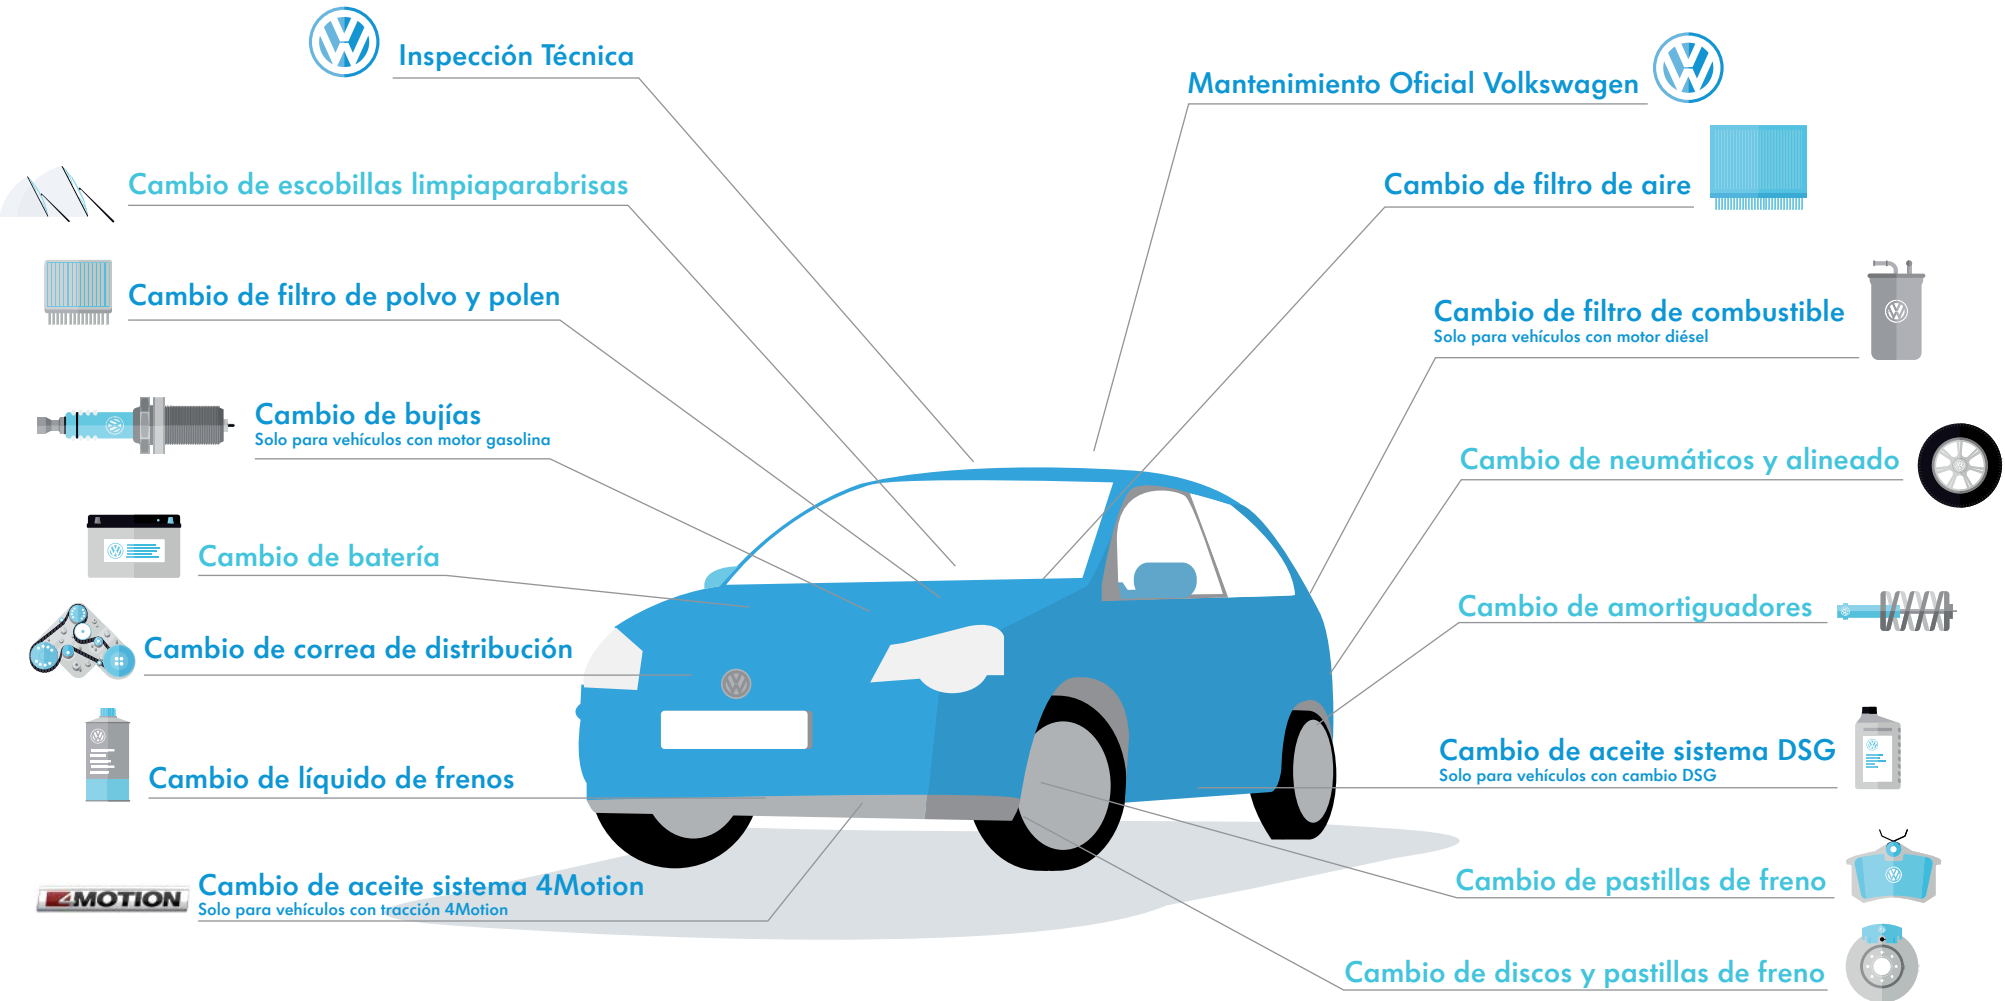 Inspección Técnica
Mantenimiento Oficial Volkswagen
Cambio de escobillas limpiaparabrisas
Cambio de filtro de aire
Cambio de filtro de polvo y polen
Cambio de filtro de combustible
Solo para vehículos con motor diésel
Cambio de bujías
Solo para vehículos con motor gasolina
Cambio de neumáticos y alineado
Cambio de batería
Cambio de amortiguadores
Cambio de correa de distribución
Cambio de aceite sistema DSG
Solo para vehículos con cambio DSG
Cambio de líquido de frenos
Cambio de aceite sistema 4Motion
Solo para vehículos con tracción 4Motion
4MOTION
Cambio de pastillas de freno
Cambio de discos y pastillas de freno